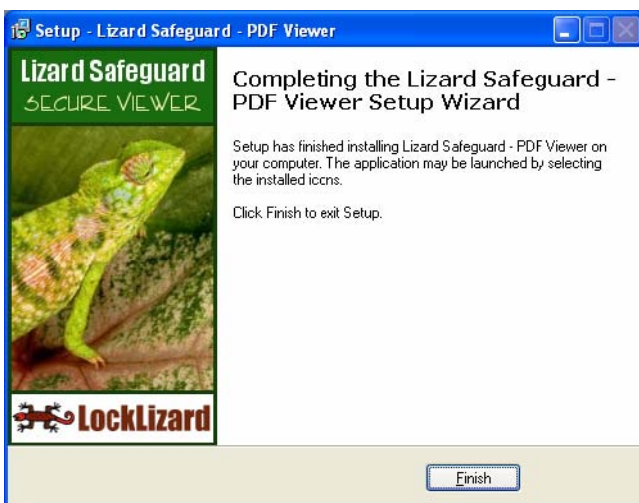 Setup - Lizard Safeguard - PDF Viewer
Lizard Safeguard
SECURE VIEWER
LockLizard
Completing the Lizard Safeguard -
PDF Viewer Setup Wizard
Setup has finished installing Lizard Safeguard - PDF Viewer on
your computer. The application may be launched by selecting
the installed icons.
Click Finish to exit Setup.
Finish